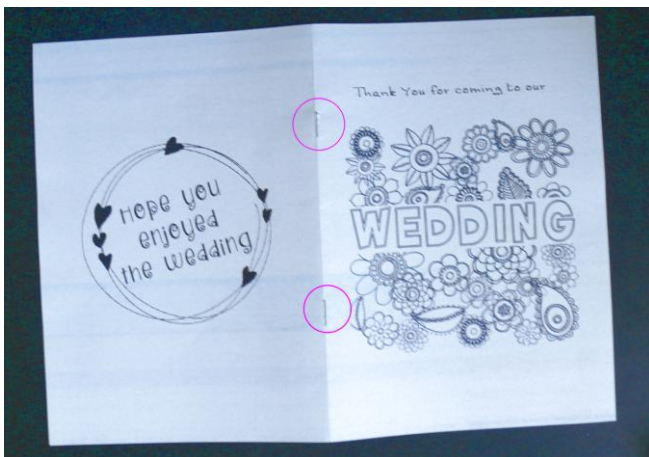 Hope you
enjoyed
the wedding
Thank You for coming to our
WEDDING